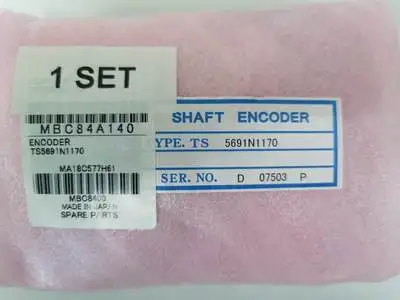 1 SET
MBC84A140
ENCODER
TS5691N1170
MA18C577H61
MBC8400
MADE IN JAPAN
SPARE PARTS
SHAFT ENCODER
TYPE. TS 5691N1170
SER. NO. D 07503 P